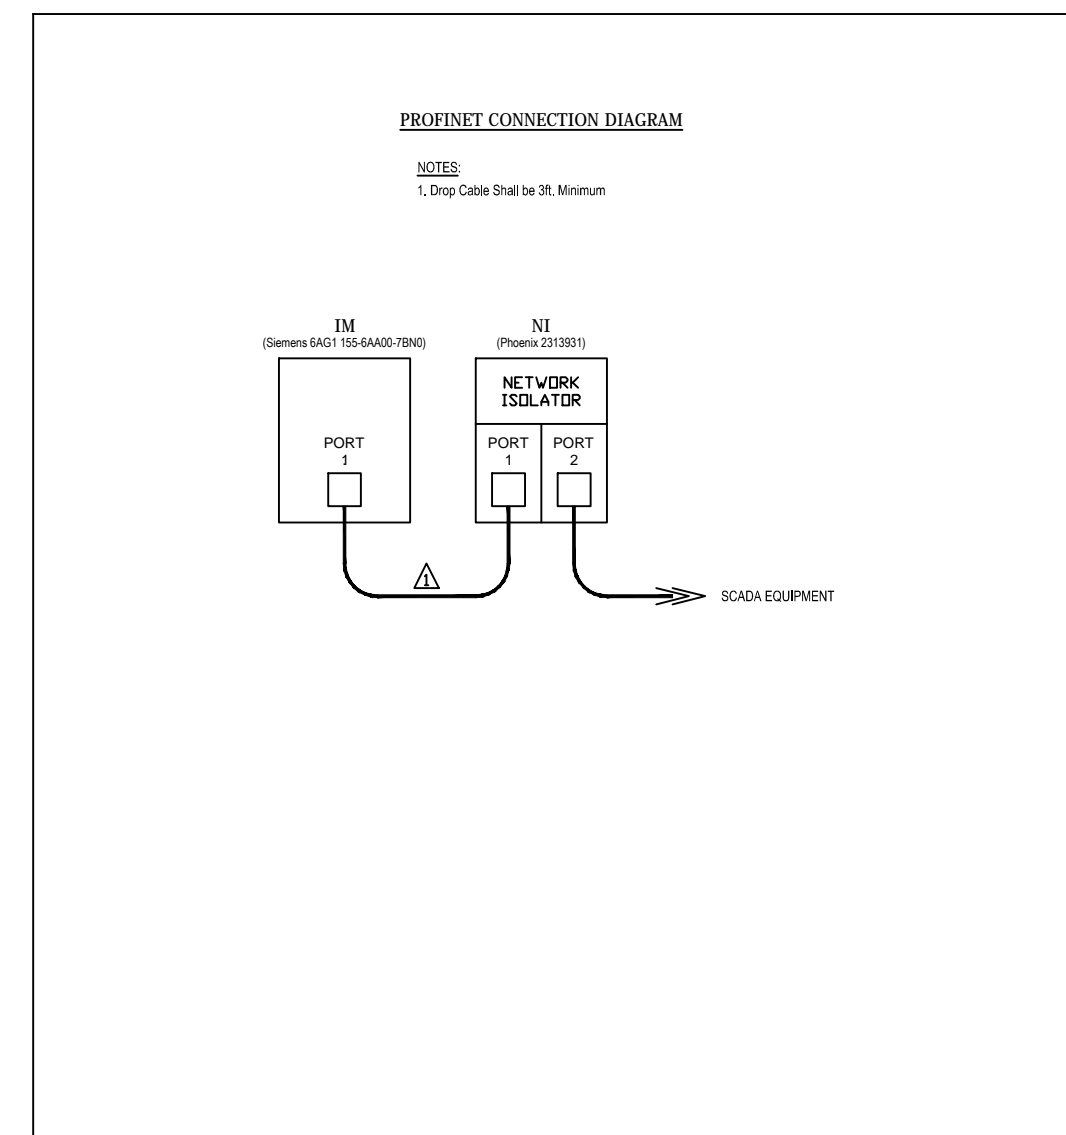 PROFINET CONNECTION DIAGRAM
NOTES:
1. Drop Cable Shall be 3ft. Minimum
IM
(Siemens 6AG1 155-6AA00-7BN0)
NI
(Phoenix 2313931)
NETWORK
ISOLATOR
PORT
1
PORT
1
PORT
2
1
SCADA EQUIPMENT